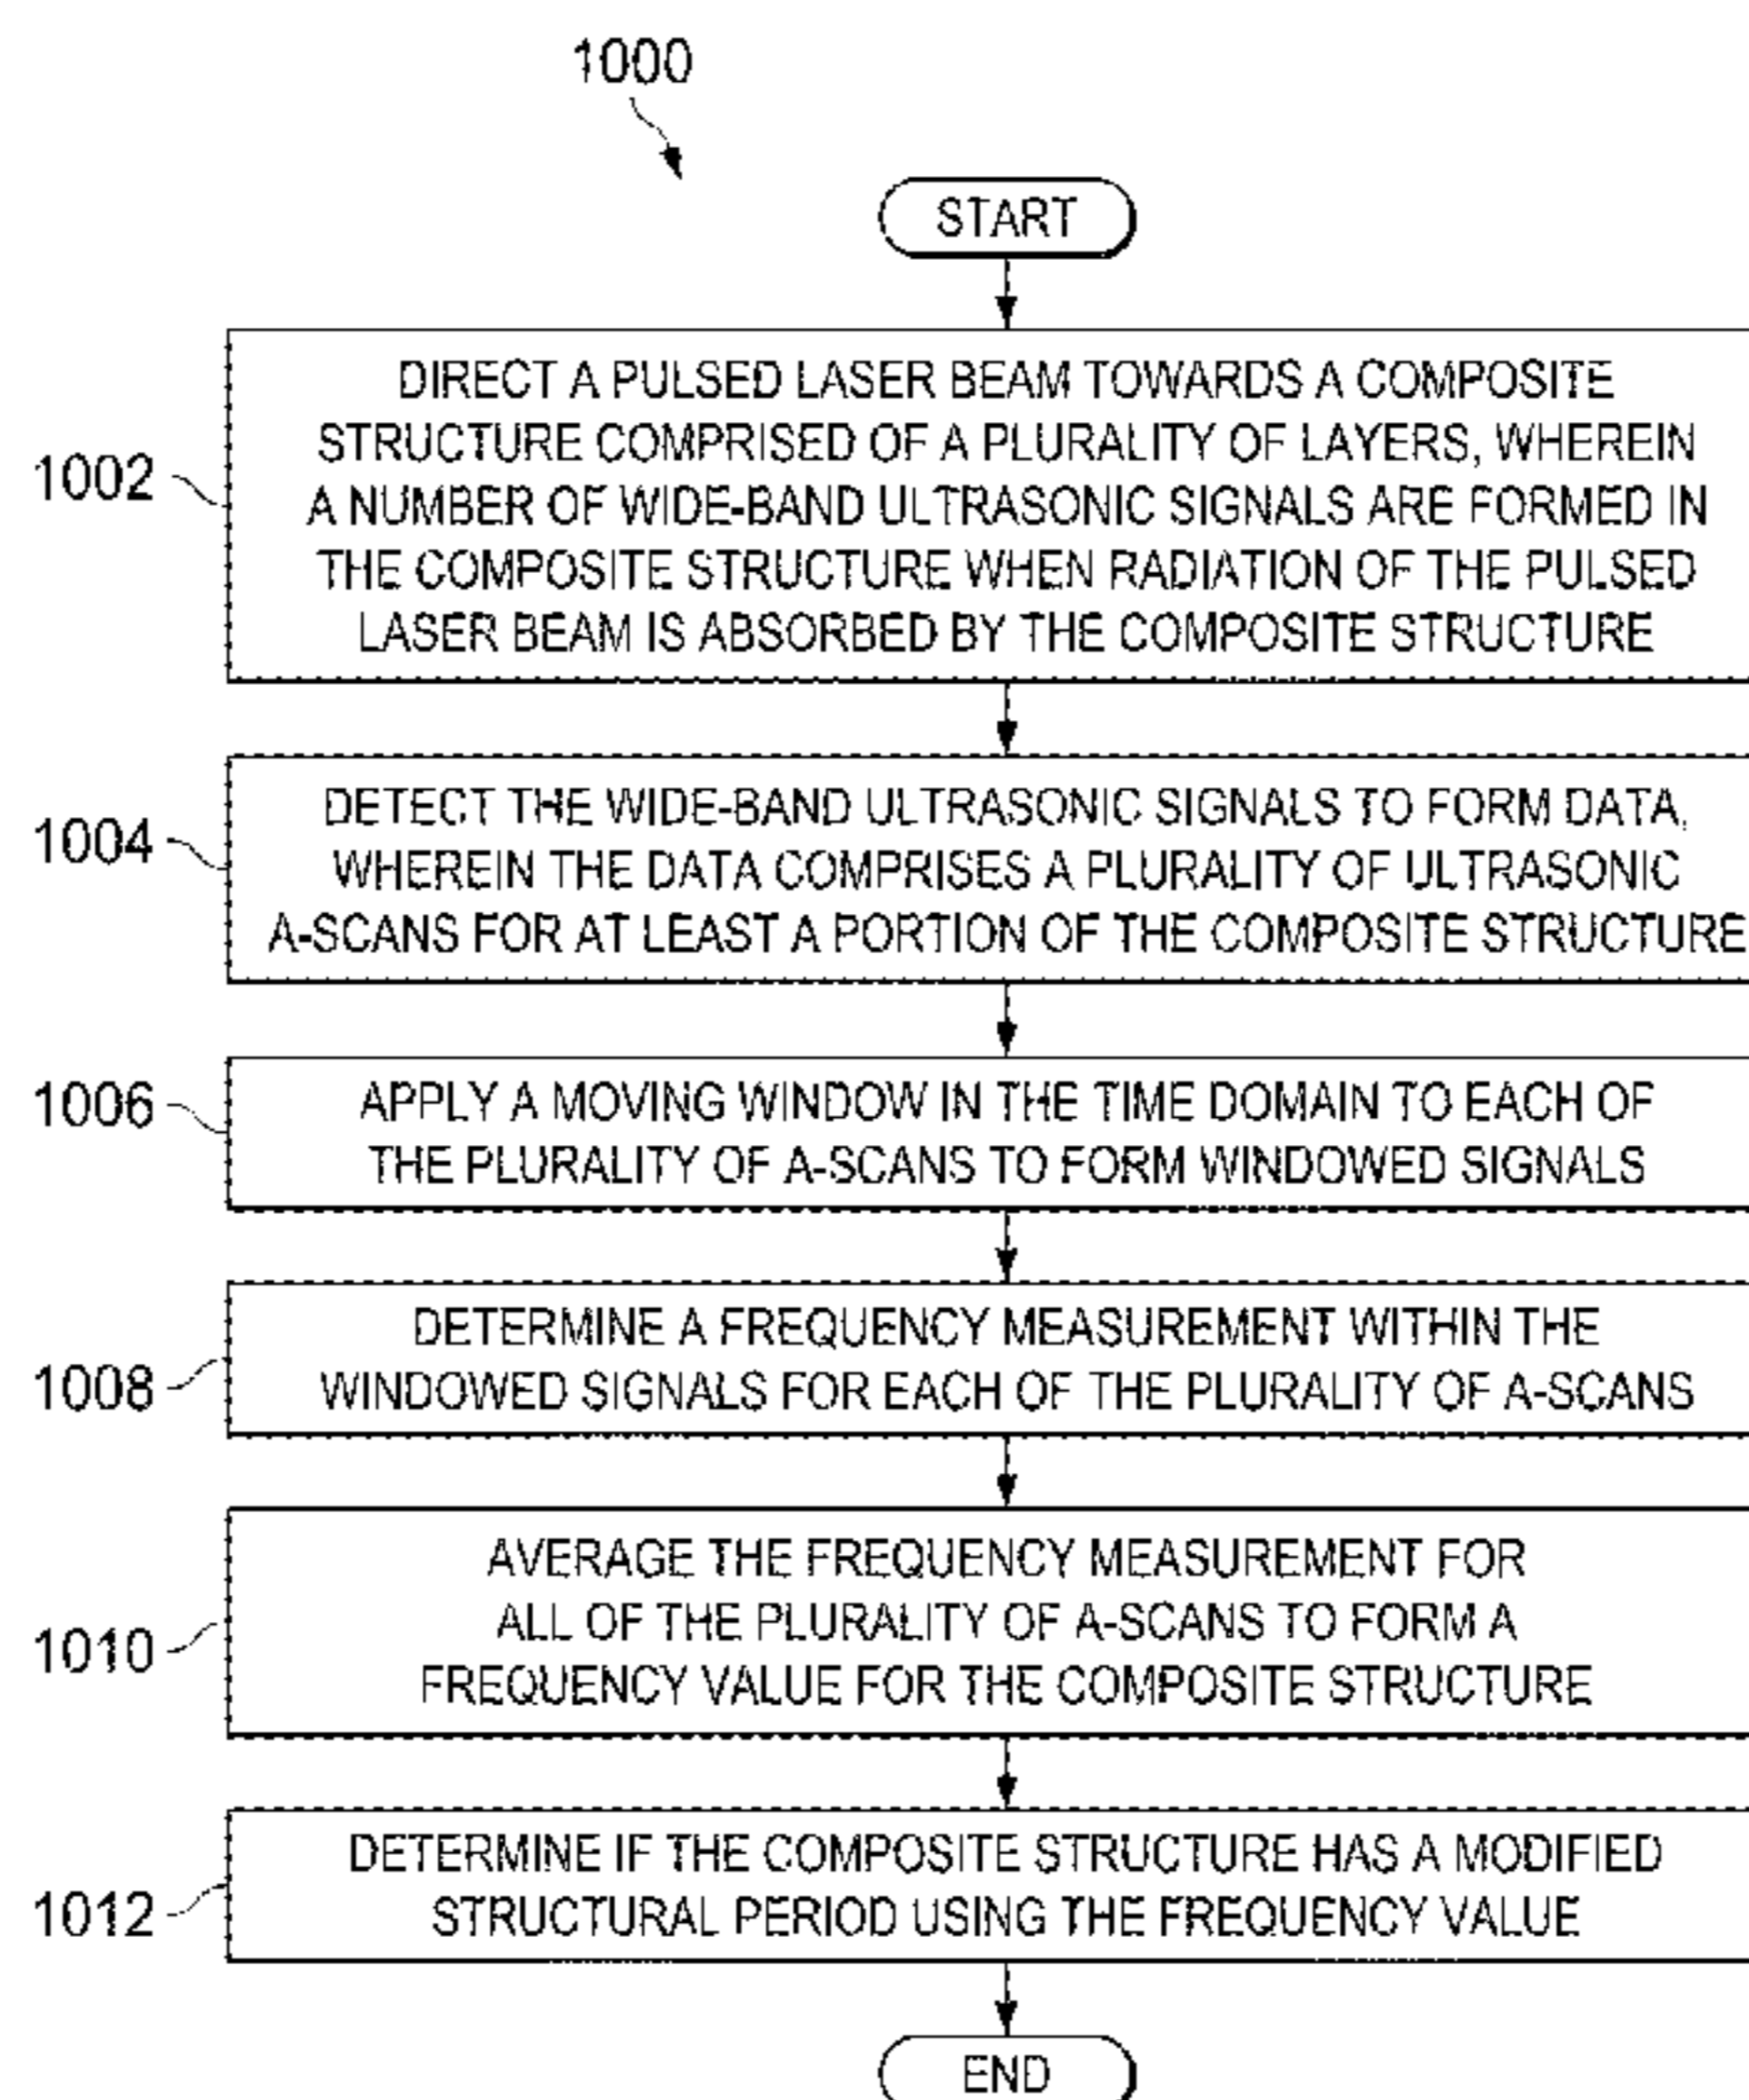 1000
START
1002
DIRECT A PULSED LASER BEAM TOWARDS A COMPOSITE
STRUCTURE COMPRISED OF A PLURALITY OF LAYERS, WHEREIN
A NUMBER OF WIDE-BAND ULTRASONIC SIGNALS ARE FORMED IN
THE COMPOSITE STRUCTURE WHEN RADIATION OF THE PULSED
LASER BEAM IS ABSORBED BY THE COMPOSITE STRUCTURE
1004
DETECT THE WIDE-BAND ULTRASONIC SIGNALS TO FORM DATA,
WHEREIN THE DATA COMPRISES A PLURALITY OF ULTRASONIC
A-SCANS FOR AT LEAST A PORTION OF THE COMPOSITE STRUCTURE
1006
APPLY A MOVING WINDOW IN THE TIME DOMAIN TO EACH OF
THE PLURALITY OF A-SCANS TO FORM WINDOWED SIGNALS
1008
DETERMINE A FREQUENCY MEASUREMENT WITHIN THE
WINDOWED SIGNALS FOR EACH OF THE PLURALITY OF A-SCANS
1010
AVERAGE THE FREQUENCY MEASUREMENT FOR
ALL OF THE PLURALITY OF A-SCANS TO FORM A
FREQUENCY VALUE FOR THE COMPOSITE STRUCTURE
1012
DETERMINE IF THE COMPOSITE STRUCTURE HAS A MODIFIED
STRUCTURAL PERIOD USING THE FREQUENCY VALUE
END